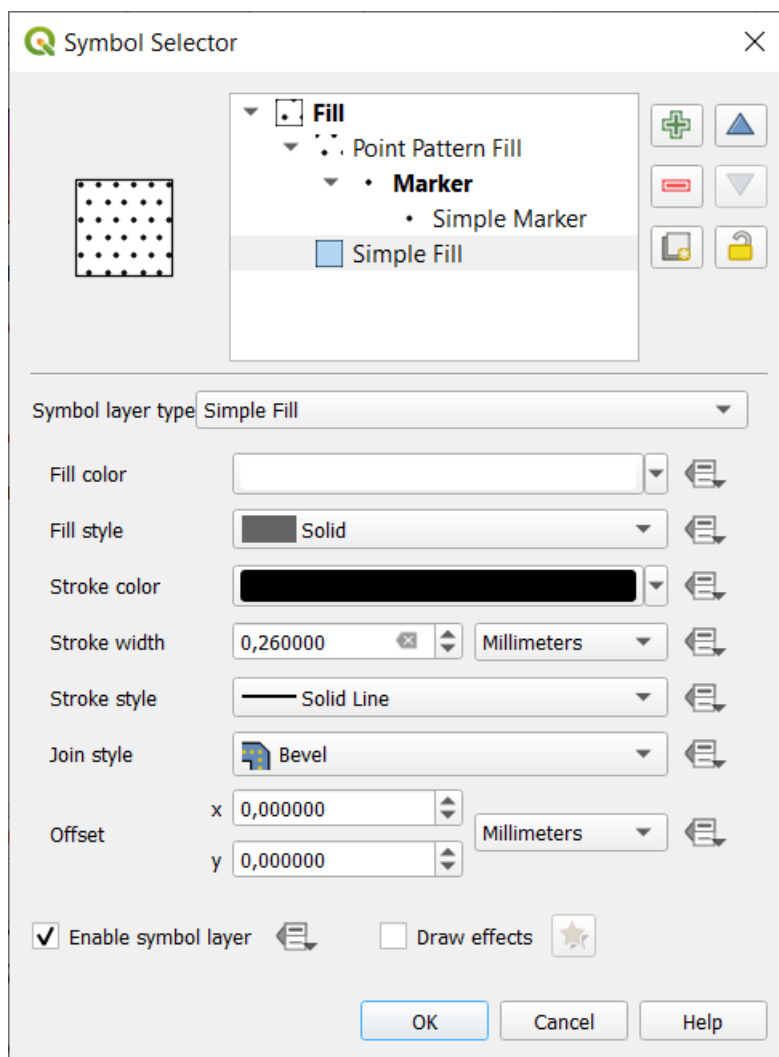 Symbol Selector
Fill
Point Pattern Fill
Marker
Simple Marker
Simple Fill
Symbol layer type Simple Fill
Fill color
Fill style Solid
Stroke color
Stroke width 0,260000 Millimeters
Stroke style Solid Line
Join style Bevel
x 0,000000
Offset Millimeters
y 0,000000
Enable symbol layer Draw effects
OK Cancel Help